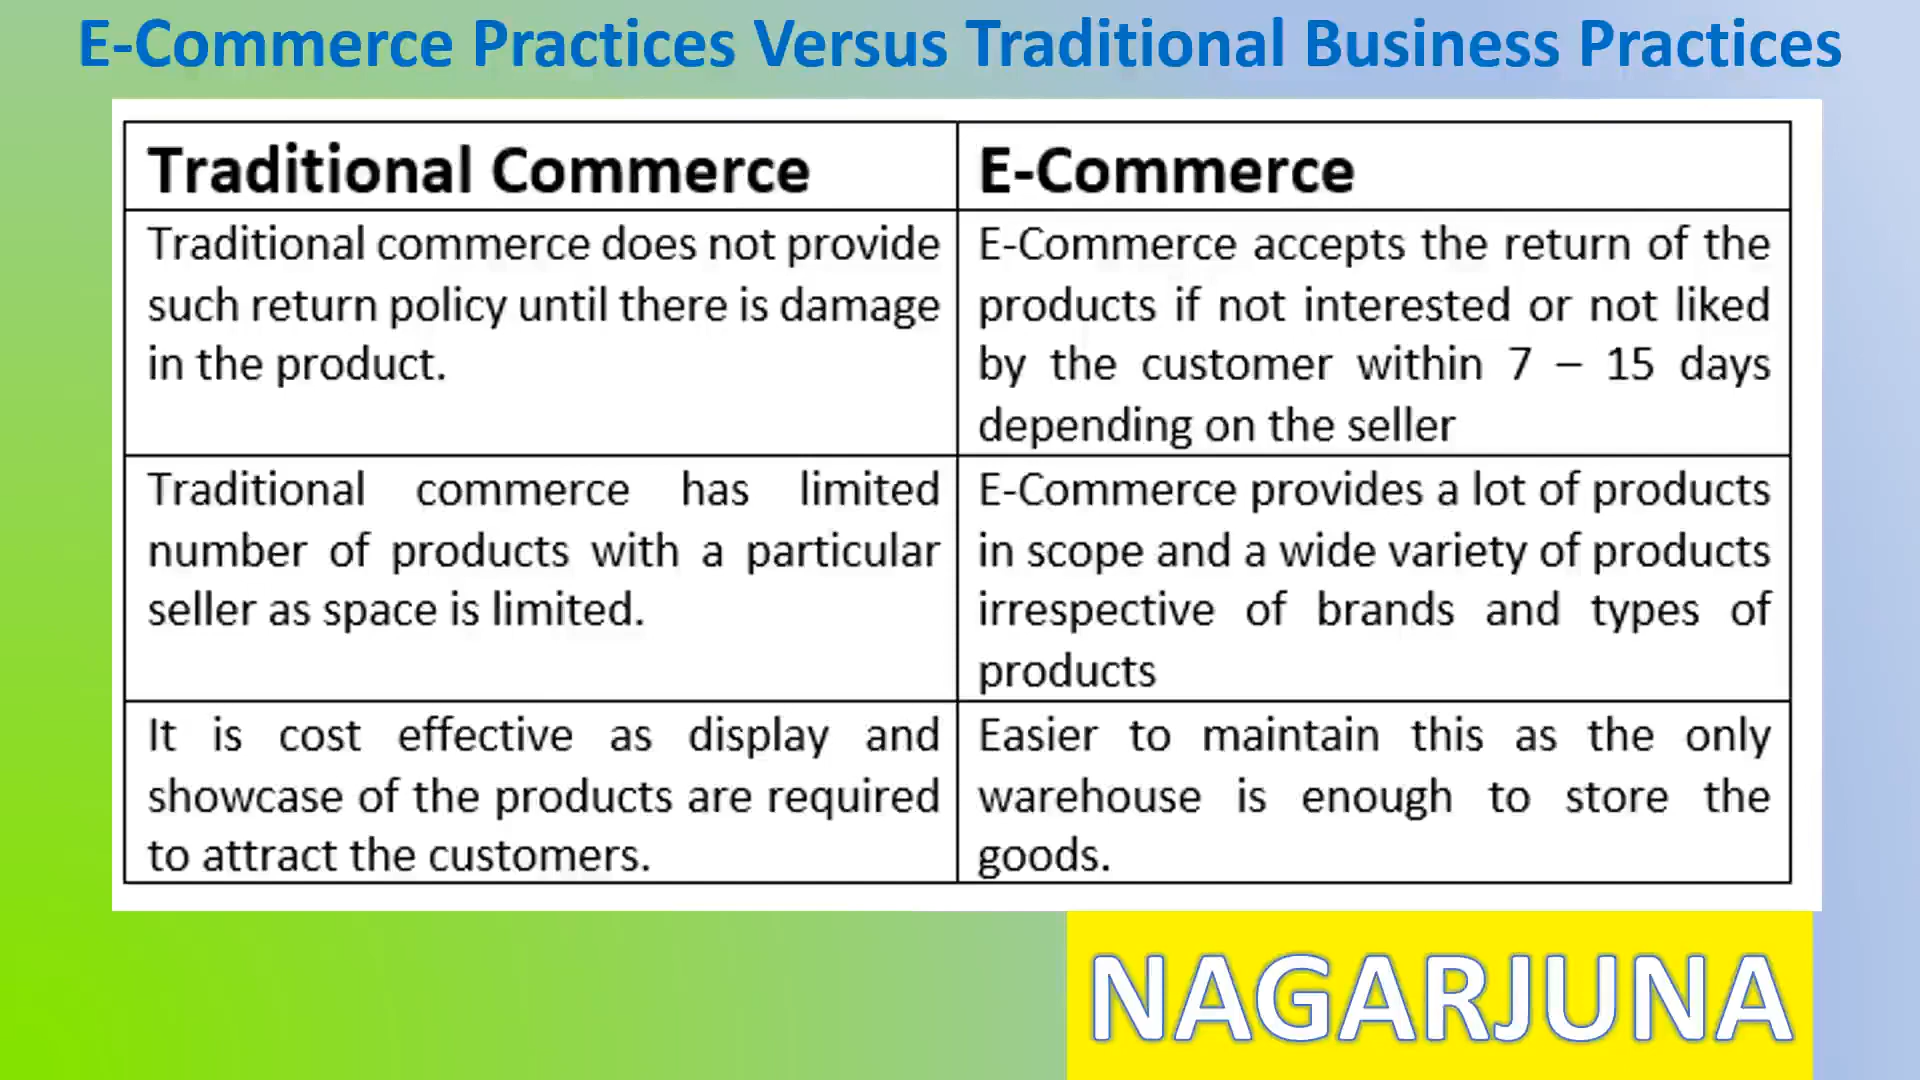 E-Commerce Practices Versus Traditional Business Practices
Traditional Commerce
E-Commerce
Traditional commerce does not provide
such return policy until there is damage
in the product.
E-Commerce accepts the return of the
products if not interested or not liked
by the customer within 7 – 15 days
depending on the seller
Traditional commerce has limited
number of products with a particular
seller as space is limited.
E-Commerce provides a lot of products
in scope and a wide variety of products
irrespective of brands and types of
products
It is cost effective as display and
showcase of the products are required
to attract the customers.
Easier to maintain this as the only
warehouse is enough to store the
goods.
NAGARJUNA